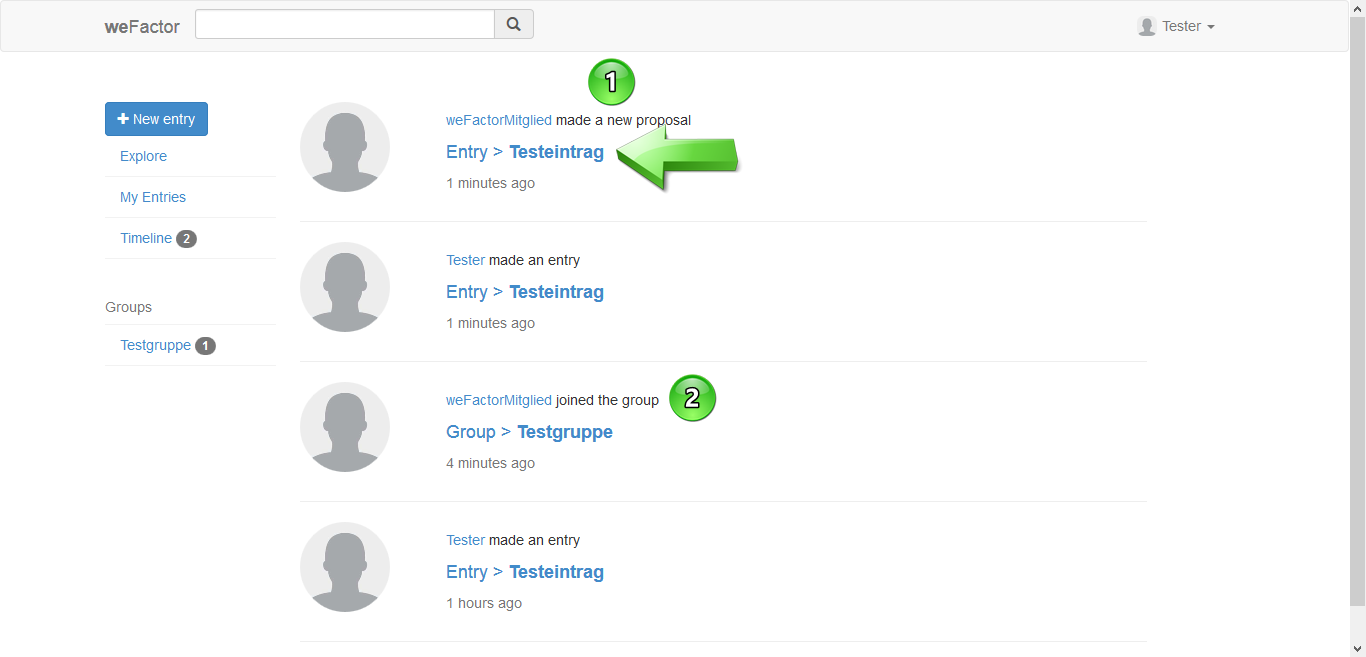 weFactor
Tester
New entry
Explore
My Entries
Timeline 2
Groups
Testgruppe 1
1
weFactorMitglied made a new proposal
Entry > Testeintrag
1 minutes ago
Tester made an entry
Entry > Testeintrag
1 minutes ago
weFactorMitglied joined the group 2
Group > Testgruppe
4 minutes ago
Tester made an entry
Entry > Testeintrag
1 hours ago